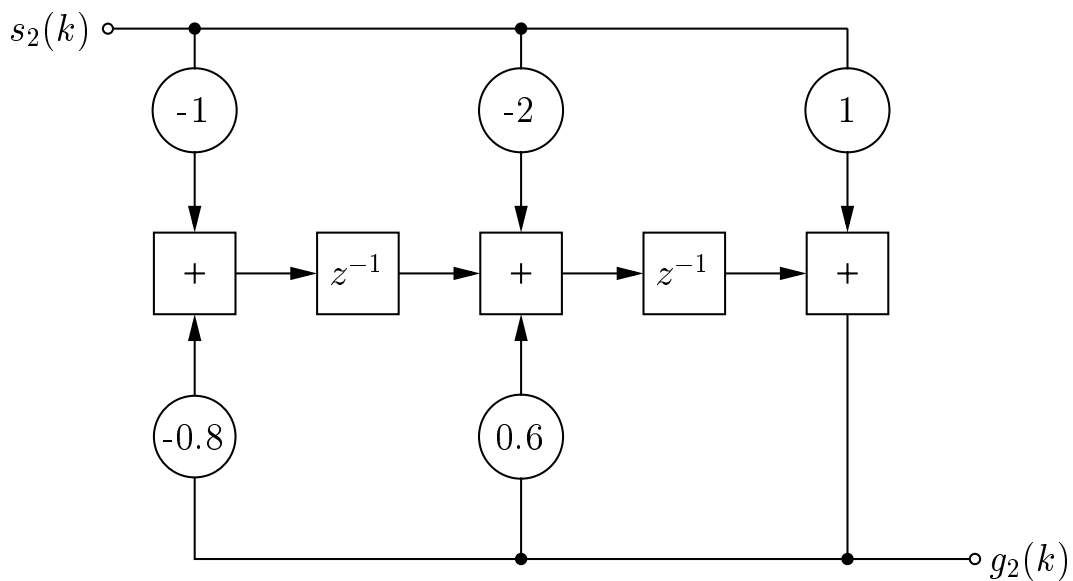 s₂(k)
-1 -2 1
+ z⁻¹ + z⁻¹ +
-0.8 0.6
g₂(k)